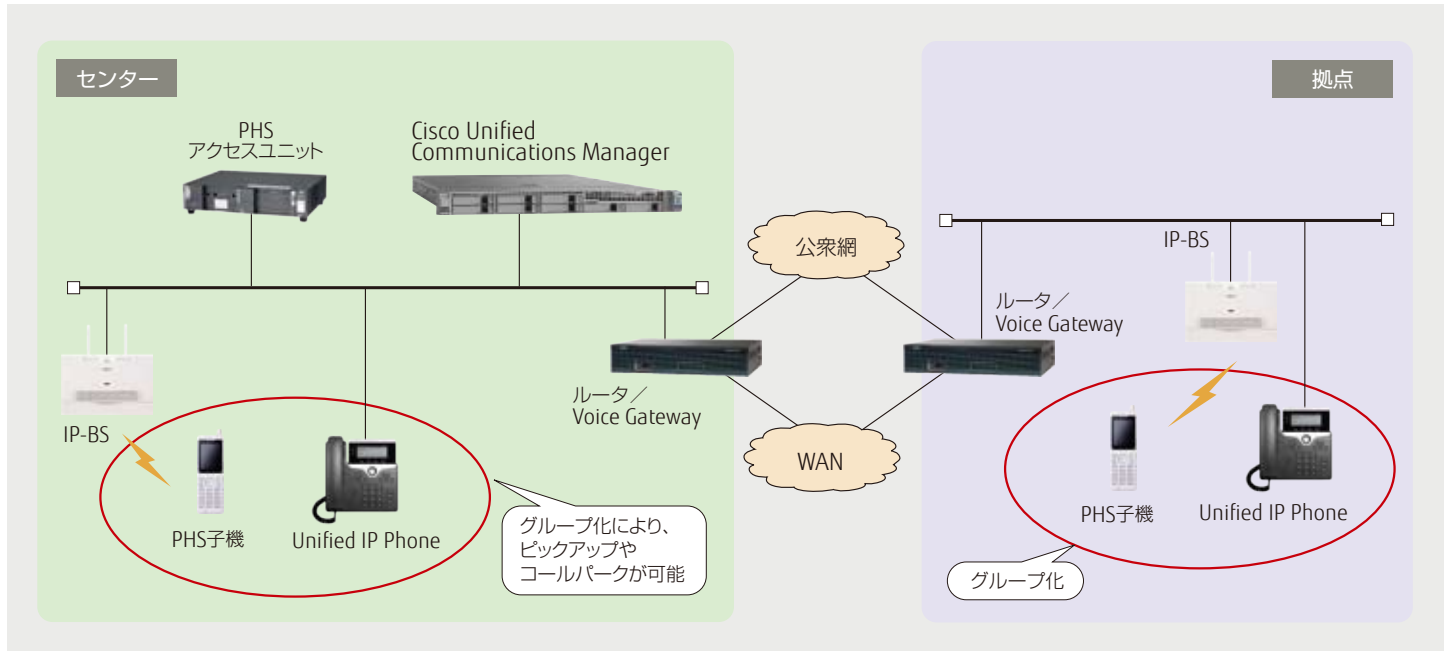 センター
PHS
アクセスユニット
Cisco Unified
Communications Manager
IP-BS
PHS子機
Unified IP Phone
グループ化により、
ピックアップや
コールパークが可能
ルータ／
Voice Gateway
公衆網
WAN
拠点
IP-BS
ルータ／
Voice Gateway
PHS子機
Unified IP Phone
グループ化